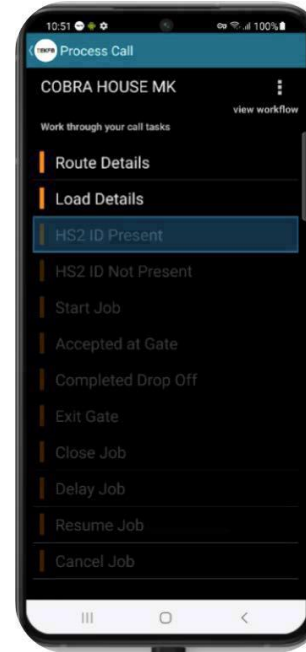 10:51 100%
Process Call
COBRA HOUSE MK
view workflow
Work through your call tasks
Route Details
Load Details
HS2 ID Present
HS2 ID Not Present
Start Job
Accepted at Gate
Completed Drop Off
Exit Gate
Close Job
Delay Job
Resume Job
Cancel Job